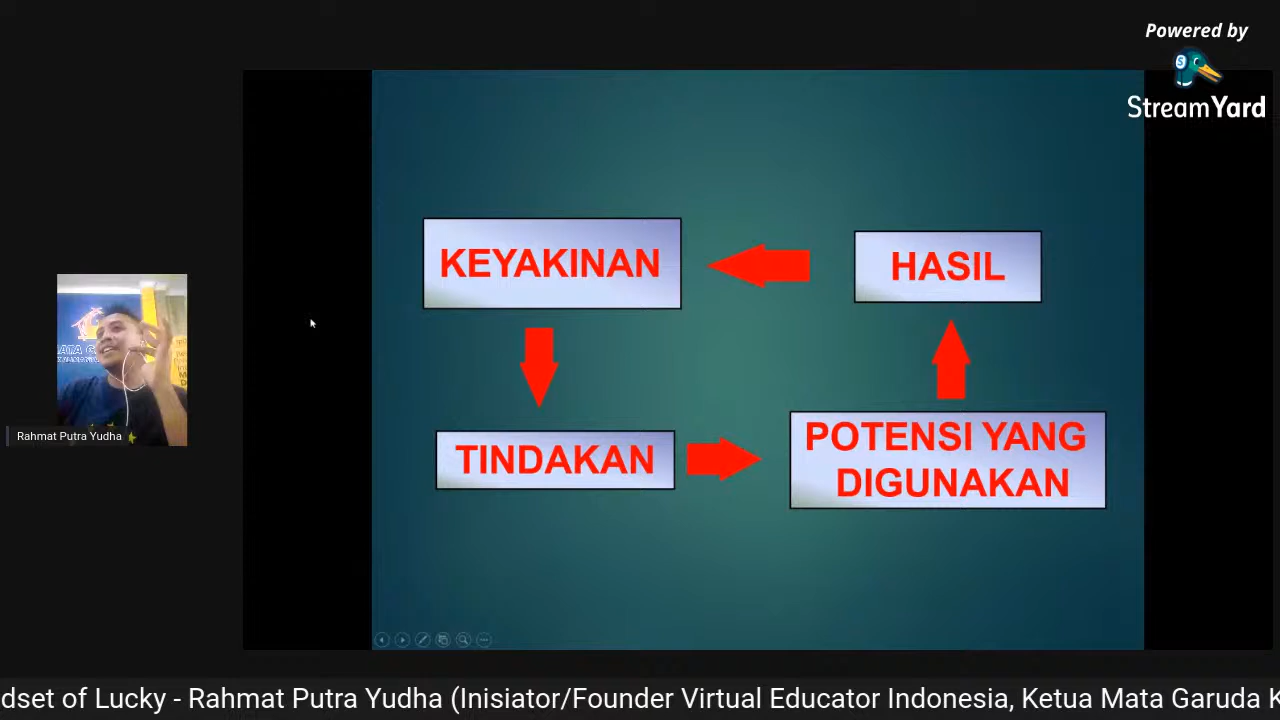 Powered by
StreamYard
KEYAKINAN
HASIL
TINDAKAN
POTENSI YANG
DIGUNAKAN
Rahmat Putra Yudha
dset of Lucky - Rahmat Putra Yudha (Inisiator/Founder Virtual Educator Indonesia, Ketua Mata Garuda K